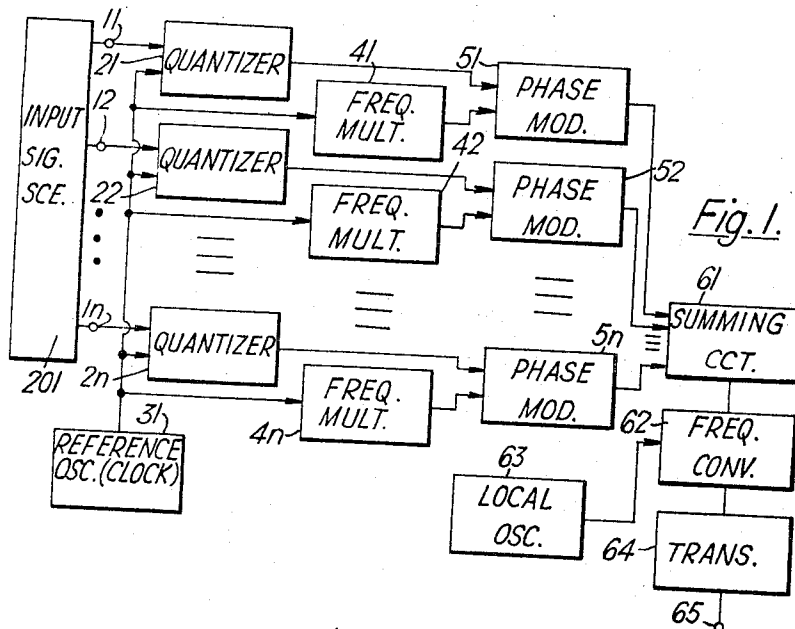 11
21
QUANTIZER
41
51
PHASE
MOD.
INPUT
SIG.
SCE.
12
FREQ.
MULT.
QUANTIZER
22
42
52
FREQ.
MULT.
PHASE
MOD.
Fig. 1.
1n
201
QUANTIZER
2n
5n
61
SUMMING
CCT.
FREQ.
MULT.
4n
PHASE
MOD.
31
REFERENCE
OSC. (CLOCK)
62
FREQ.
CONV.
63
LOCAL
OSC.
64
TRANS.
65